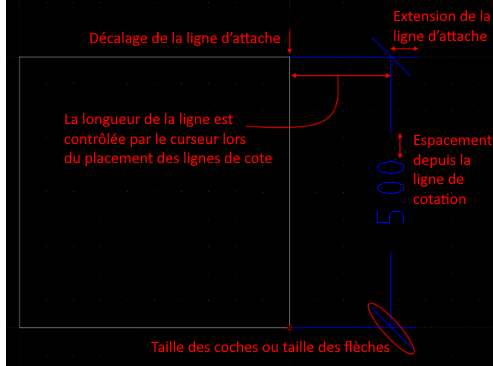 Extension de la
ligne d'attache
Décalage de la ligne d'attache
La longueur de la ligne est
contrôlée par le curseur lors
du placement des lignes de cote
Espacement
depuis la
ligne de
cotation
5.00
Taille des coches ou taille des flèches